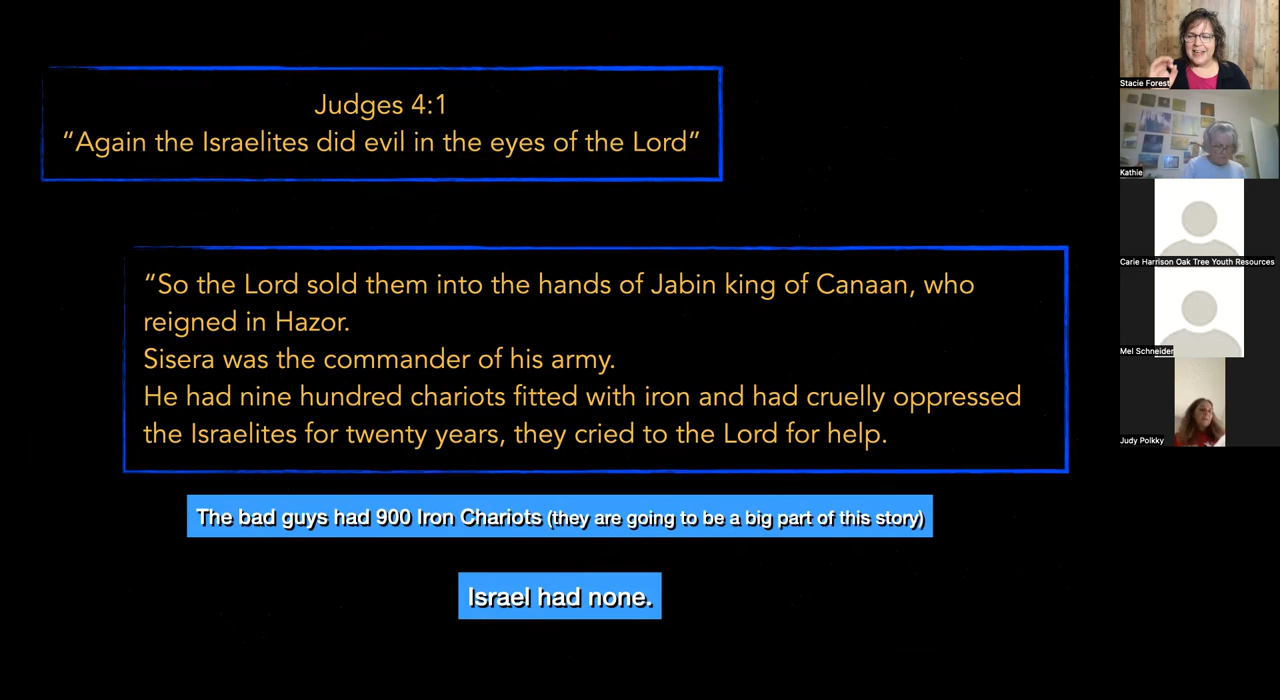 Judges 4:1
“Again the Israelites did evil in the eyes of the Lord”
“So the Lord sold them into the hands of Jabin king of Canaan, who
reigned in Hazor.
Sisera was the commander of his army.
He had nine hundred chariots fitted with iron and had cruelly oppressed
the Israelites for twenty years, they cried to the Lord for help.
The bad guys had 900 Iron Chariots (they are going to be a big part of this story)
Israel had none.
Stacie Forest
Kathie
Carie Harrison Oak Tree Youth Resources
Mel Schneider
Judy Polkky